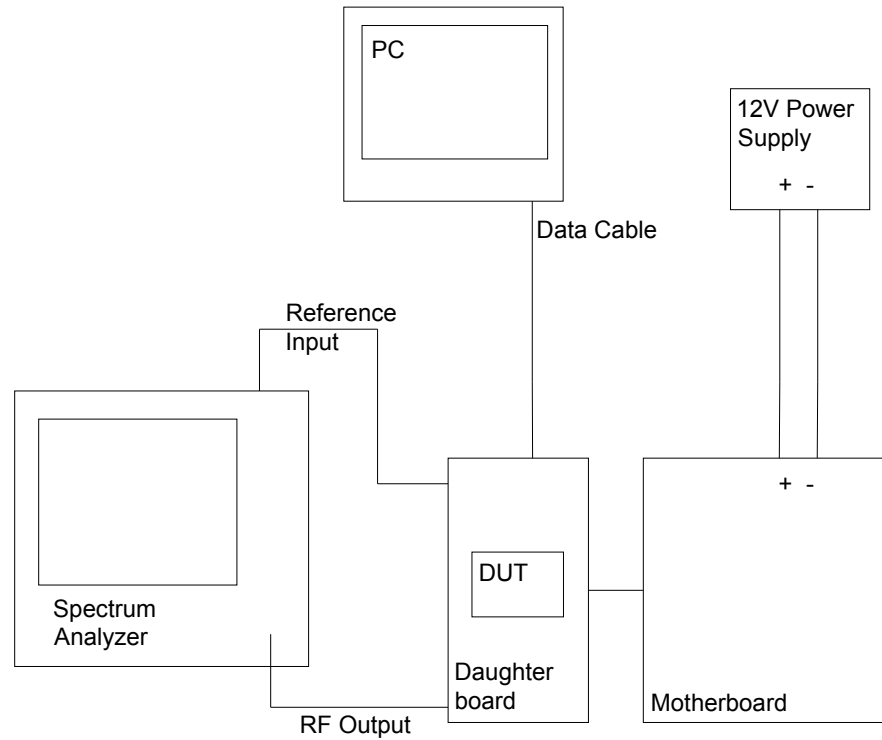 PC
12V Power
Supply
+ -
Data Cable
Reference
Input
+ -
DUT
Spectrum
Analyzer
Daughter
board
Motherboard
RF Output